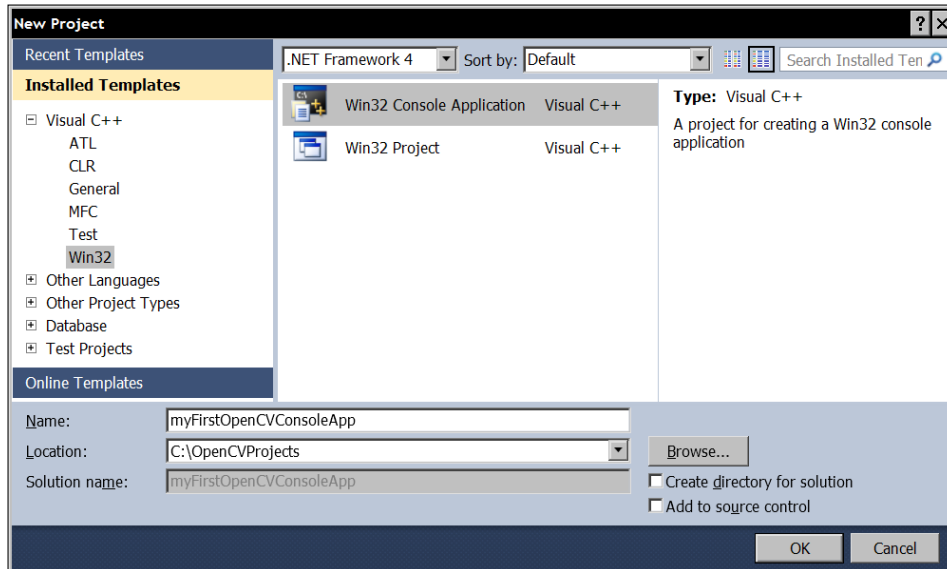 New Project
Recent Templates
.NET Framework 4
Sort by:
Default
Search Installed Ten
Installed Templates
Visual C++
ATL
CLR
General
MFC
Test
Win32
Other Languages
Other Project Types
Database
Test Projects
Online Templates
Win32 Console Application Visual C++
Win32 Project Visual C++
Type: Visual C++
A project for creating a Win32 console
application
Name: myFirstOpenCVConsoleApp
Location: C:\OpenCVProjects
Browse...
Solution name: myFirstOpenCVConsoleApp
Create directory for solution
Add to source control
OK
Cancel